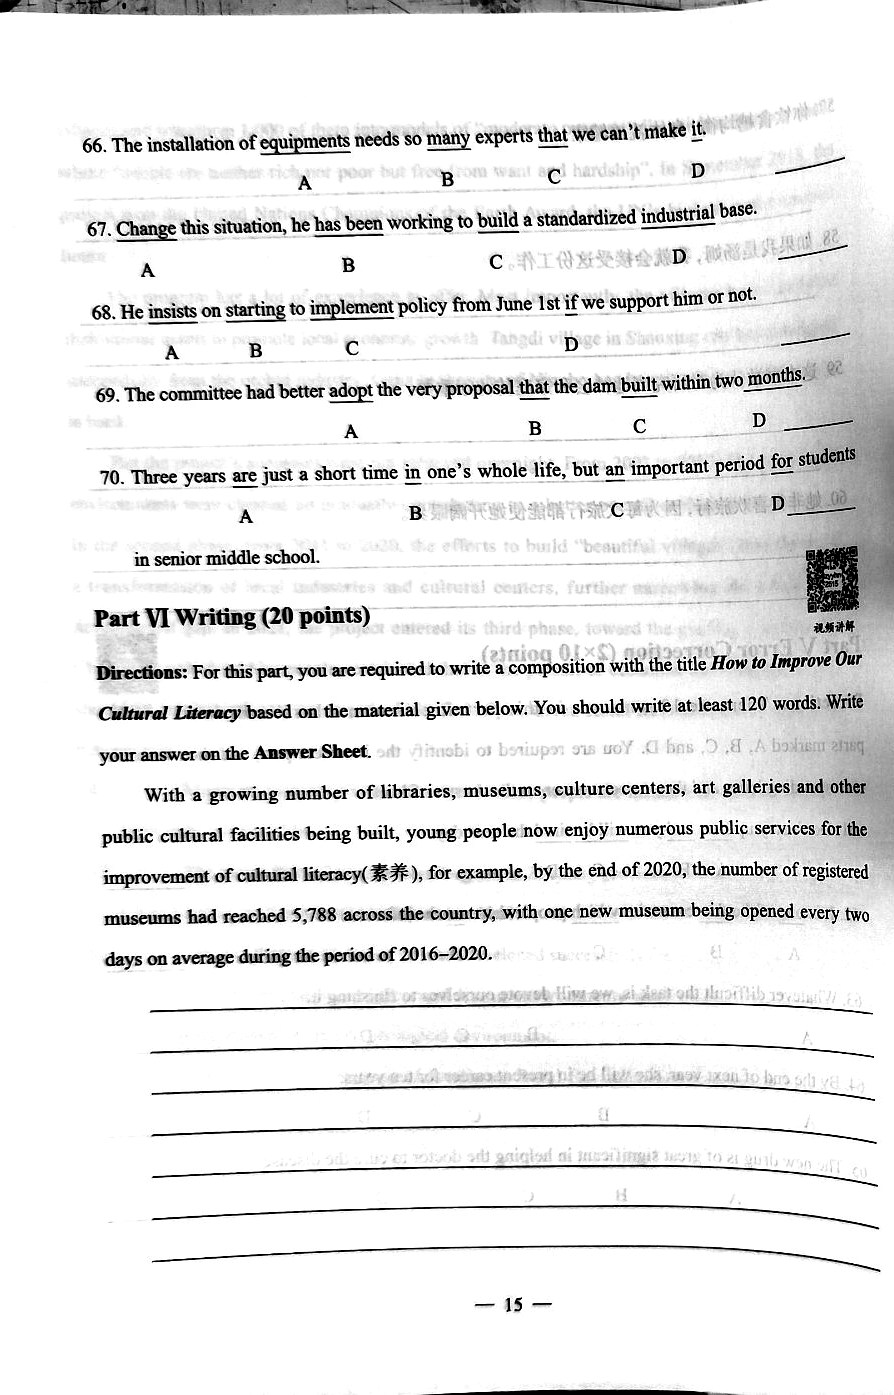 66. The installation of equipments needs so many experts that we can't make it.
A B C D
67. Change this situation, he has been working to build a standardized industrial base.
A B C D
68. He insists on starting to implement policy from June 1st if we support him or not.
A B C D
69. The committee had better adopt the very proposal that the dam built within two months.
A B C D
70. Three years are just a short time in one's whole life, but an important period for students
A B C D
in senior middle school.
视频讲解
Part VI Writing (20 points)
Directions: For this part, you are required to write a composition with the title How to Improve Our
Cultural Literacy based on the material given below. You should write at least 120 words. Write
your answer on the Answer Sheet.
With a growing number of libraries, museums, culture centers, art galleries and other
public cultural facilities being built, young people now enjoy numerous public services for the
improvement of cultural literacy(素养), for example, by the end of 2020, the number of registered
museums had reached 5,788 across the country, with one new museum being opened every two
days on average during the period of 2016–2020.
— 15 —